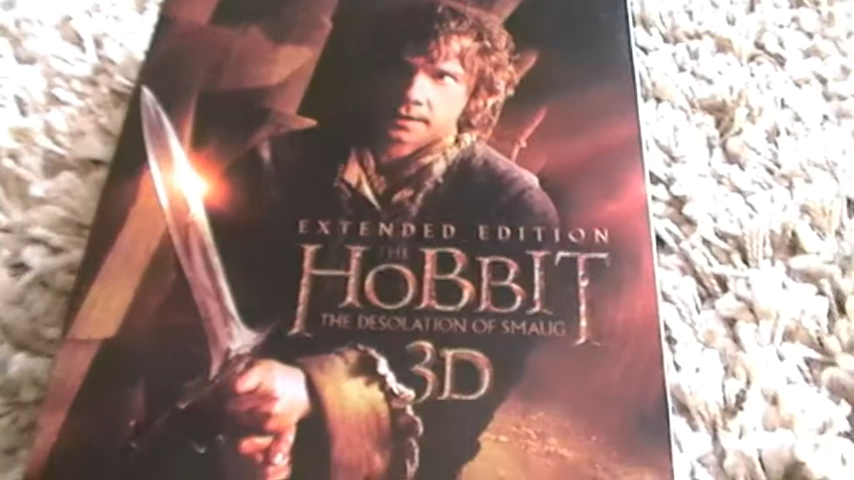 EXTENDED EDITION
THE
HOBBIT
THE DESOLATION OF SMAUG
3D